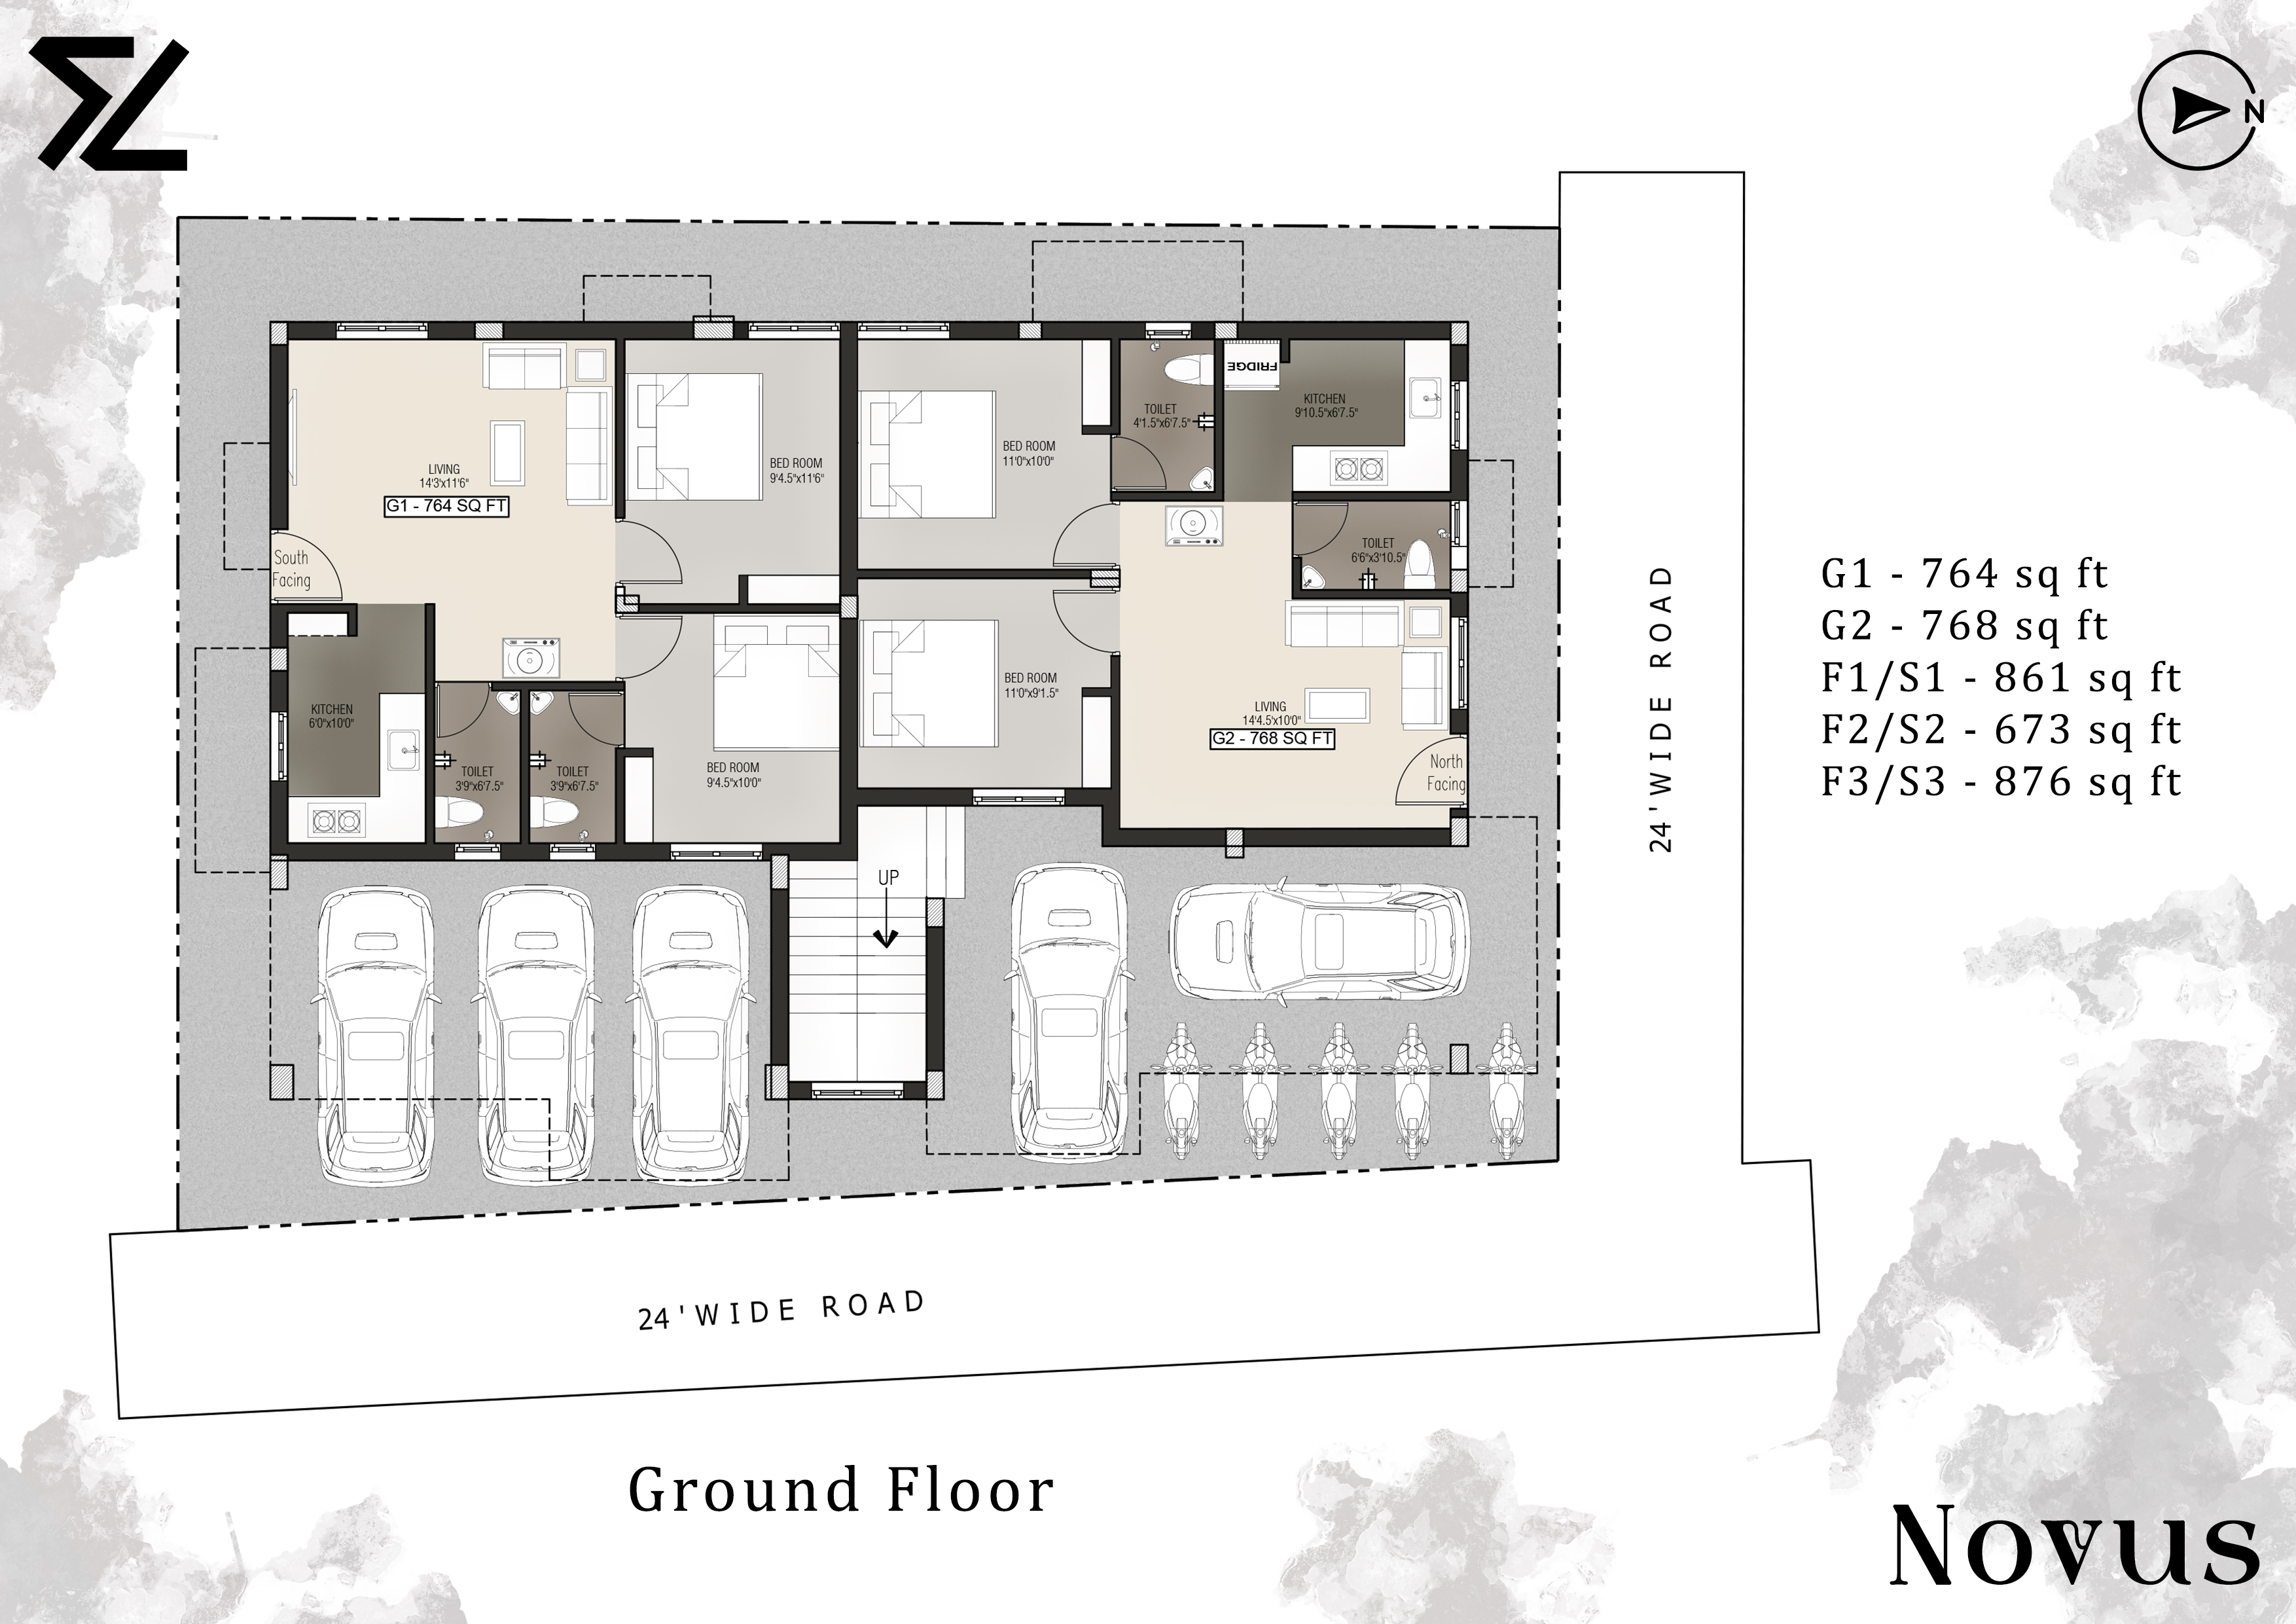 N
FRIDGE
TOILET
4'1.5"x6'7.5"
KITCHEN
9'10.5"x6'7.5"
BED ROOM
11'0"x10'0"
BED ROOM
9'4.5"x11'6"
LIVING
14'3'x11'6"
G1 - 764 SQ FT
South
Facing
TOILET
6'6"x3'10.5"
KITCHEN
6'0"x10'0"
TOILET
3'9"x6'7.5"
TOILET
3'9"x6'7.5"
BED ROOM
9'4.5"x10'0"
BED ROOM
11'0"x9'1.5"
LIVING
14'4.5'x10'0"
G2 - 768 SQ FT
North
Facing
UP
24'WIDE ROAD
G1 - 764 sq ft
G2 - 768 sq ft
F1/S1 - 861 sq ft
F2/S2 - 673 sq ft
F3/S3 - 876 sq ft
24'WIDE ROAD
Ground Floor
Novus